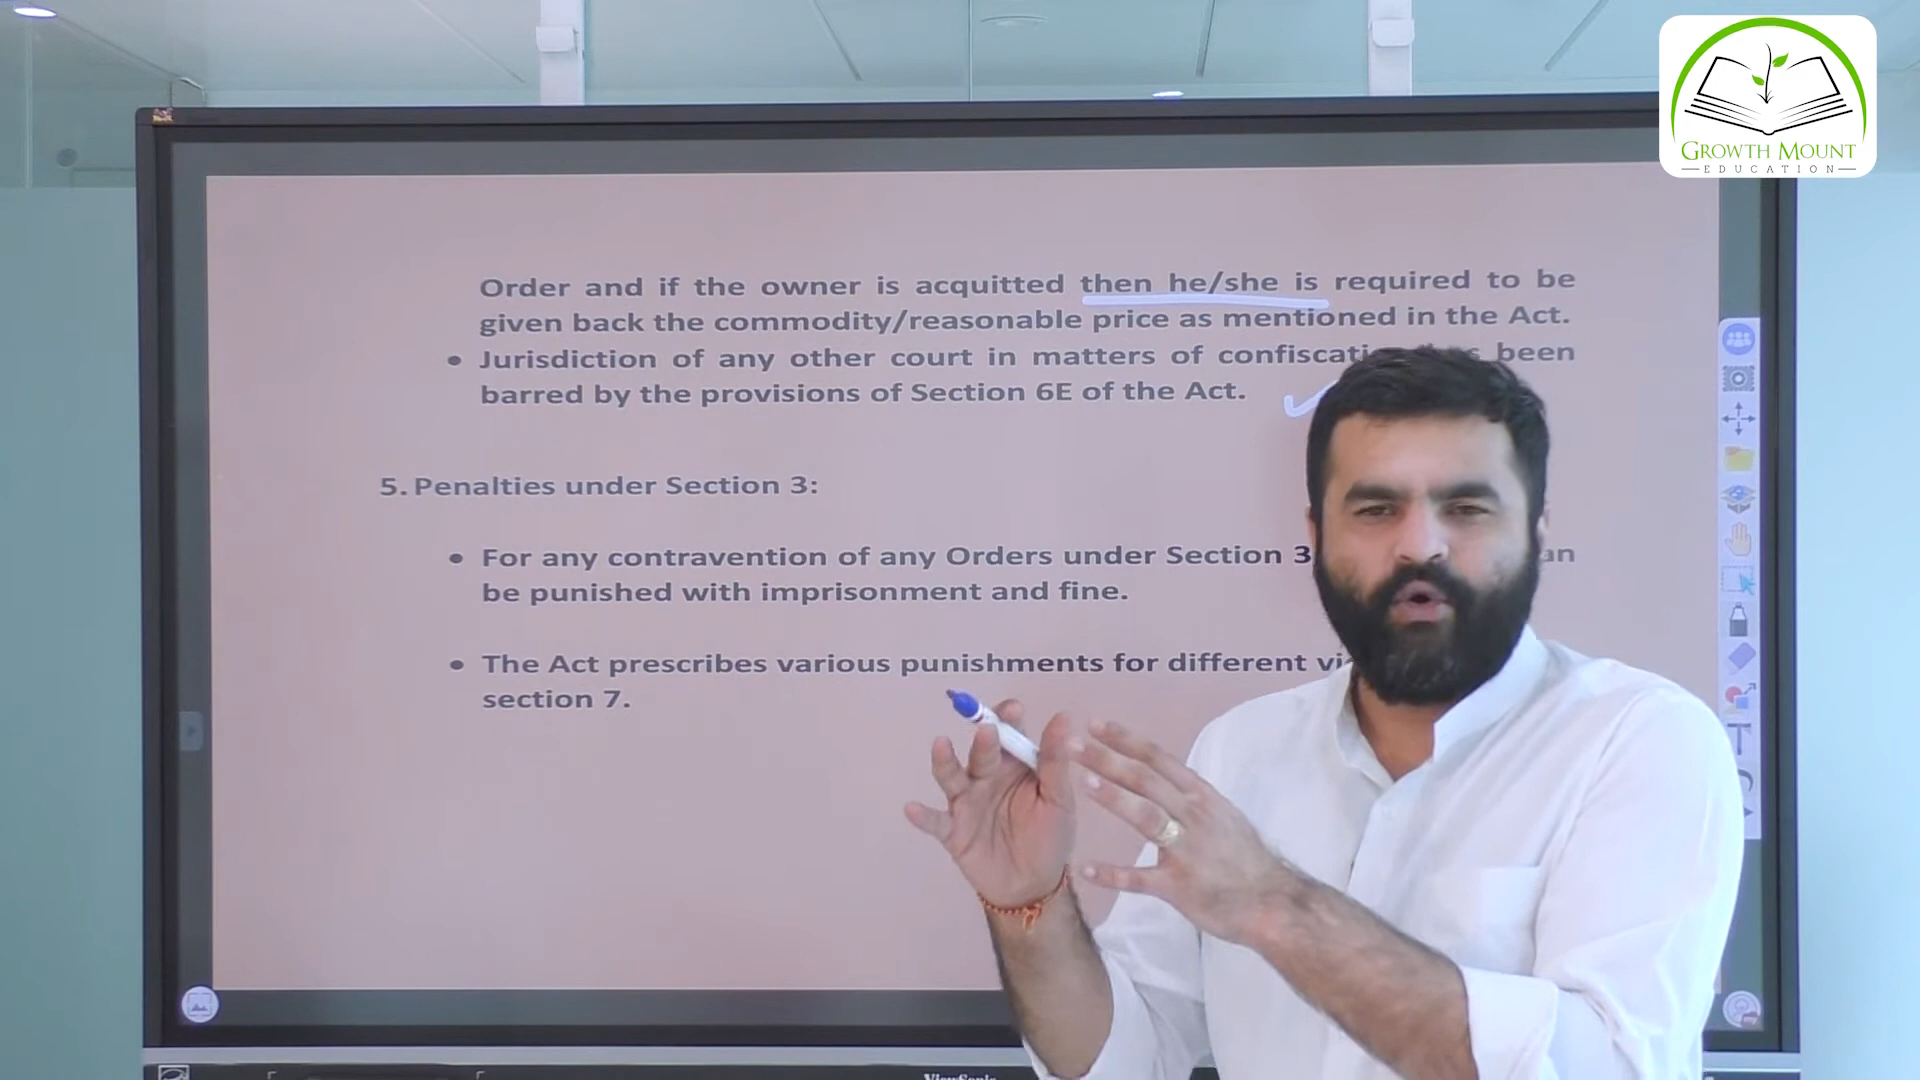 GROWTH MOUNT
EDUCATION
Order and if the owner is acquitted then he/she is required to be
given back the commodity/reasonable price as mentioned in the Act.
• Jurisdiction of any other court in matters of been
barred by the provisions of Section 6E of the Act.
5. Penalties under Section 3:
• For any contravention of any Orders under Section 3
be punished with imprisonment and fine.
• The Act prescribes various punishments for different
section 7.
ViewSonic